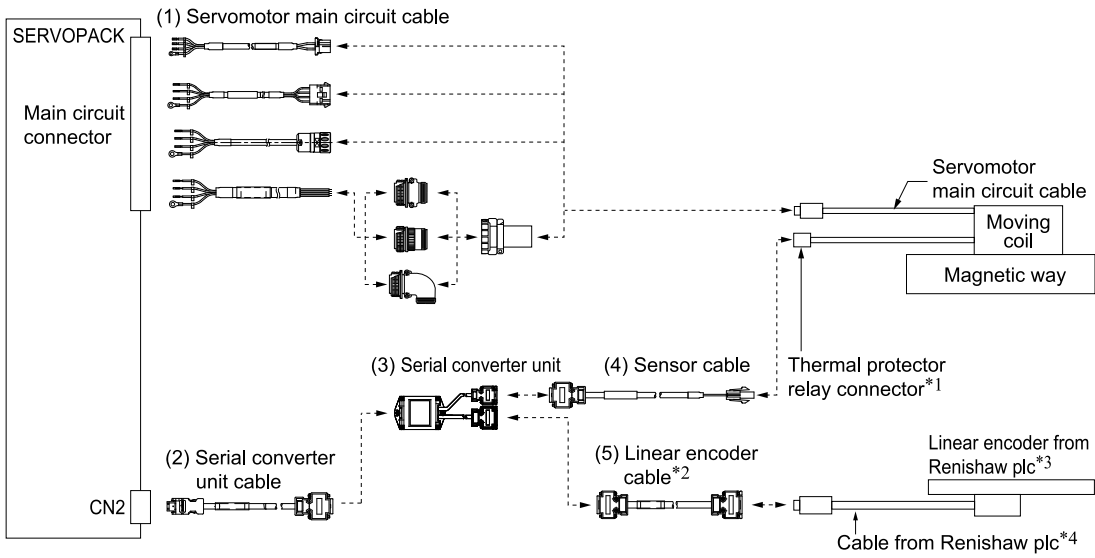 (1) Servomotor main circuit cable
SERVOPACK
Main circuit
connector
Servomotor
main circuit cable
Moving
coil
Magnetic way
(3) Serial converter unit
(4) Sensor cable
Thermal protector
relay connector*1
(2) Serial converter
unit cable
(5) Linear encoder
cable*2
Linear encoder from
Renishaw plc*3
CN2
Cable from Renishaw plc*4